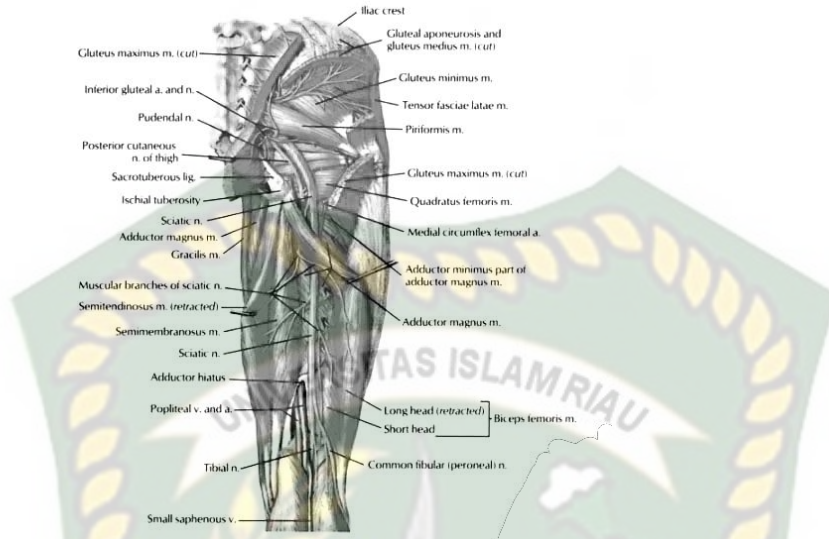 Iliac crest
Gluteal aponeurosis and
gluteus medius m. (cut)
Gluteus minimus m.
Tensor fasciae latae m.
Piriformis m.
Gluteus maximus m. (cut)
Quadratus femoris m.
Medial circumflex femoral a.
Adductor minimus part of
adductor magnus m.
Adductor magnus m.
Long head (retracted)
Short head
Biceps femoris m.
Common fibular (peroneal) n.
Gluteus maximus m. (cut)
Inferior gluteal a. and n.
Pudendal n.
Posterior cutaneous
n. of thigh
Sacrotuberous lig.
Ischial tuberosity
Sciatic n.
Adductor magnus m.
Gracilis m.
Muscular branches of sciatic n.
Semitendinosus m. (retracted)
Semimembranosus m.
Sciatic n.
Adductor hiatus
Popliteal v. and a.
Tibial n.
Small saphenous v.
UNIVERSITAS ISLAM RIAU